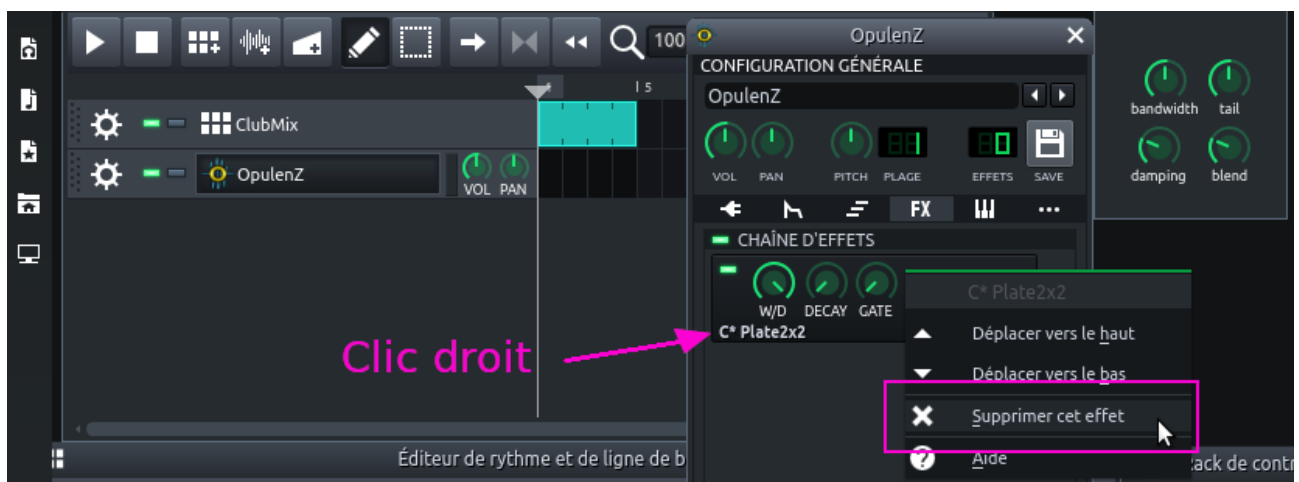 100
OpulenZ
CONFIGURATION GÉNÉRALE
5
OpulenZ
ClubMix
OpulenZ
VOL PAN
VOL PAN PITCH PLAGE EFFETS SAVE
bandwidth tail
damping blend
FX
CHAÎNE D'EFFETS
W/D DECAY GATE
C* Plate2x2
C* Plate2x2
Déplacer vers le haut
Déplacer vers le bas
Supprimer cet effet
Aide
Clic droit
Éditeur de rythme et de ligne de b
ack de contr